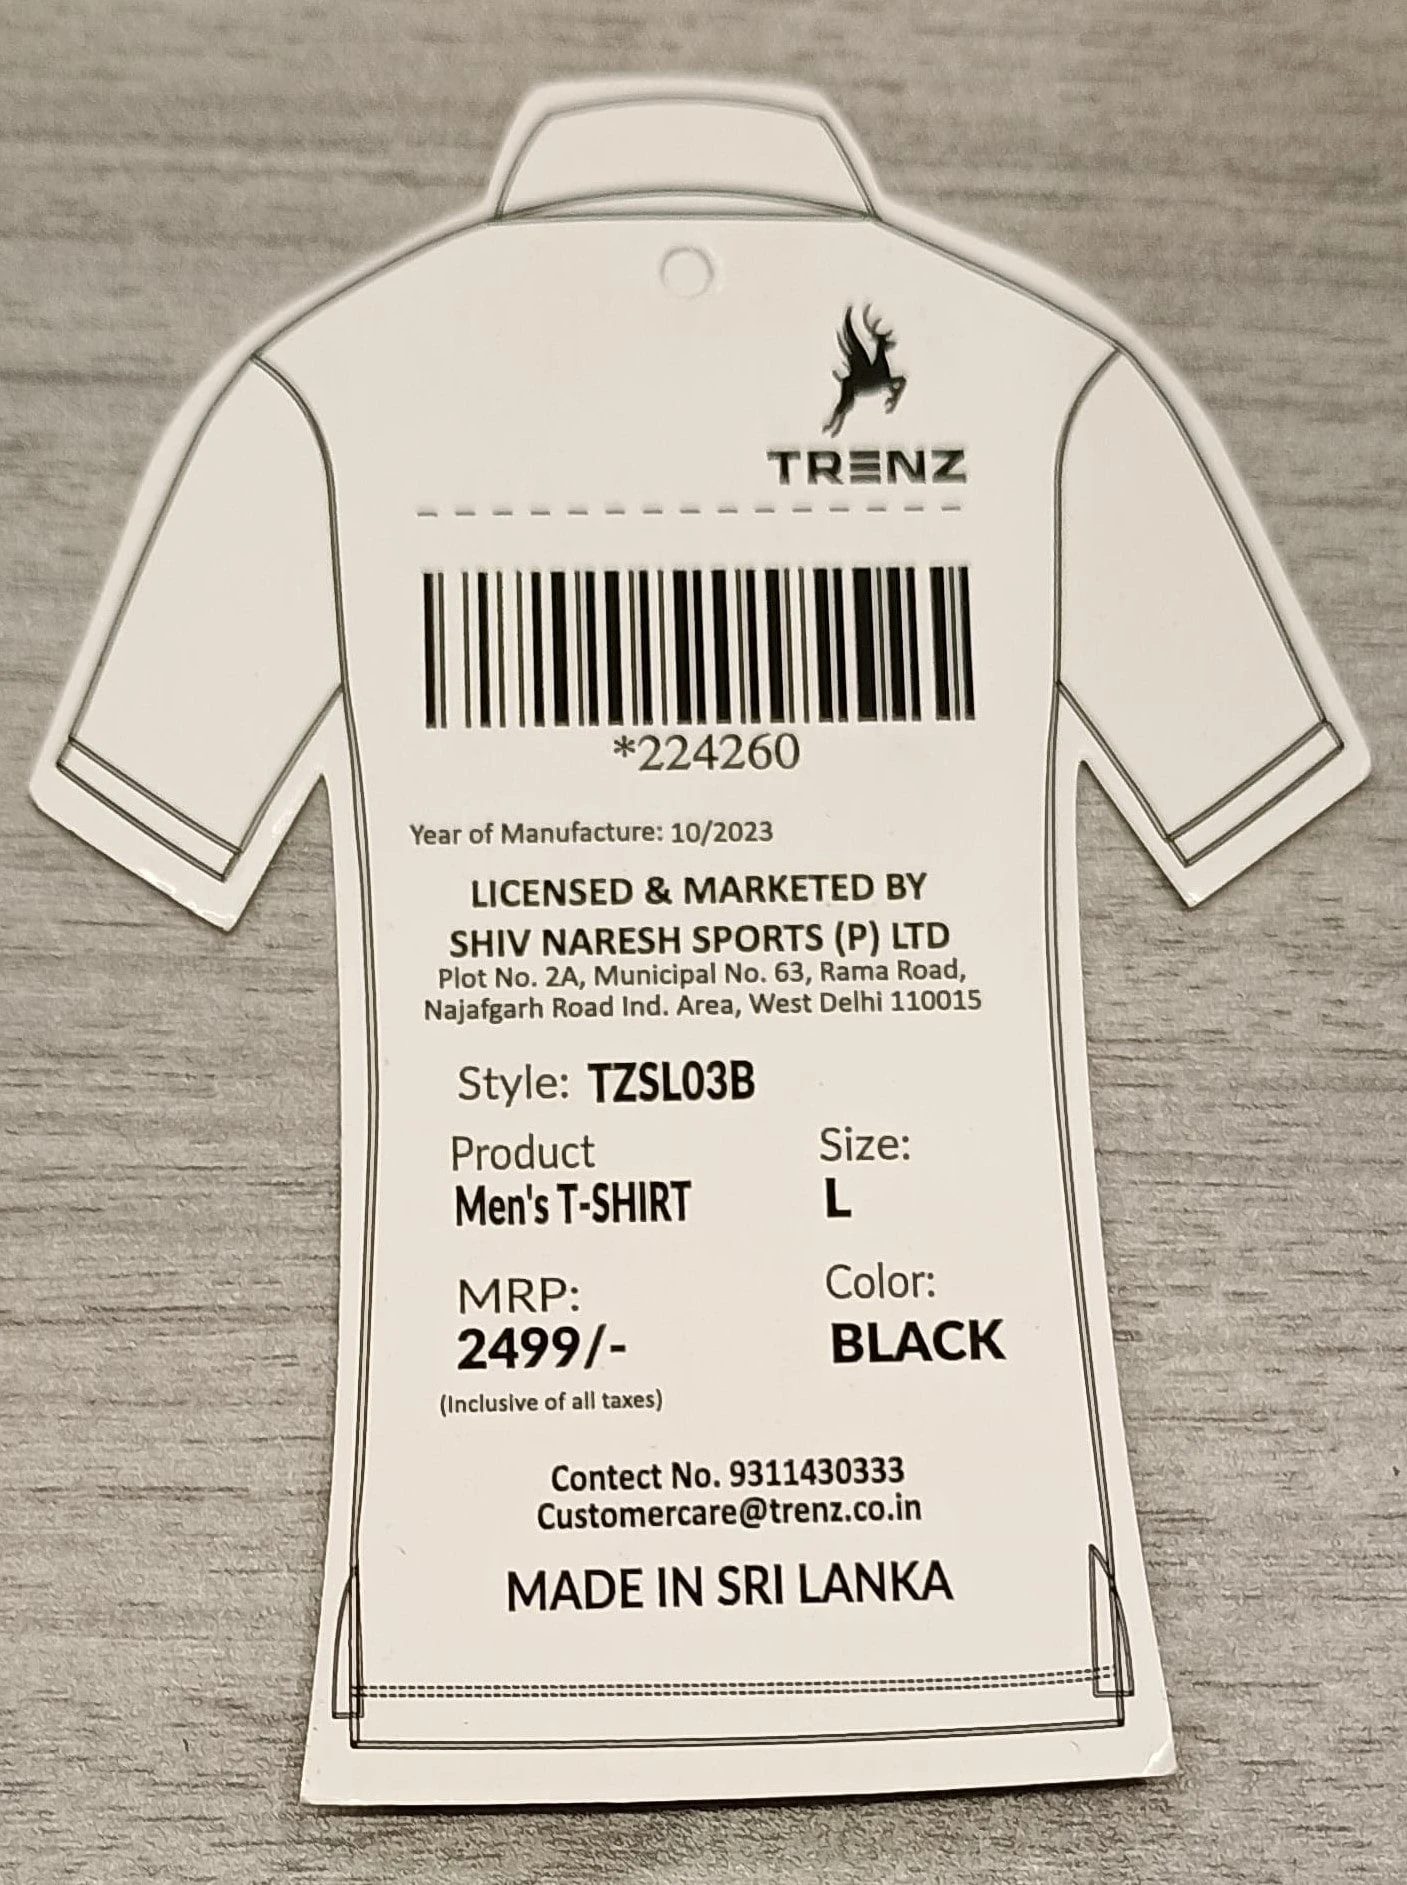 TRENZ
*224260
Year of Manufacture: 10/2023
LICENSED & MARKETED BY
SHIV NARESH SPORTS (P) LTD
Plot No. 2A, Municipal No. 63, Rama Road,
Najafgarh Road Ind. Area, West Delhi 110015
Style: TZSL03B
Product
Men's T-SHIRT
Size:
L
MRP:
2499/-
(Inclusive of all taxes)
Color:
BLACK
Contect No. 9311430333
Customercare@trenz.co.in
MADE IN SRI LANKA